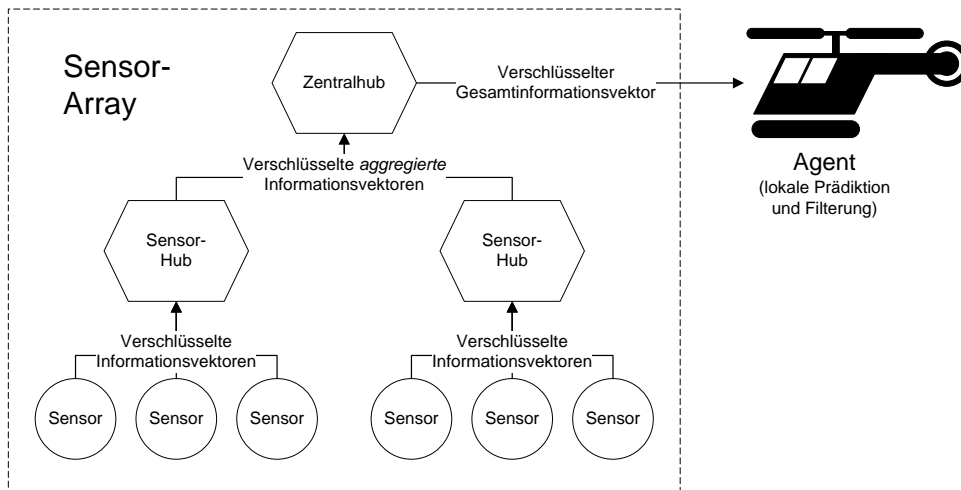 Sensor-
Array
Zentralhub
Verschlüsselter
Gesamtinformationsvektor
Agent
(lokale Prädiktion
und Filterung)
Verschlüsselte aggregierte
Informationsvektoren
Sensor-
Hub
Sensor-
Hub
Verschlüsselte
Informationsvektoren
Verschlüsselte
Informationsvektoren
Sensor
Sensor
Sensor
Sensor
Sensor
Sensor